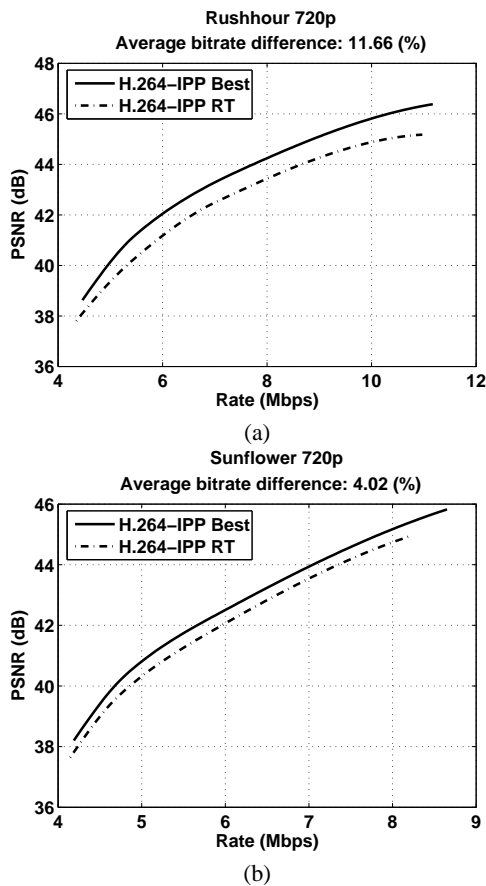 Rushhour 720p
Average bitrate difference: 11.66 (%)
48
46
44
42
40
38
36
PSNR (dB)
H.264−IPP Best
H.264−IPP RT
4
6
8
10
12
Rate (Mbps)
(a)
Sunflower 720p
Average bitrate difference: 4.02 (%)
46
44
42
40
38
36
PSNR (dB)
H.264−IPP Best
H.264−IPP RT
4
5
6
7
8
9
Rate (Mbps)
(b)